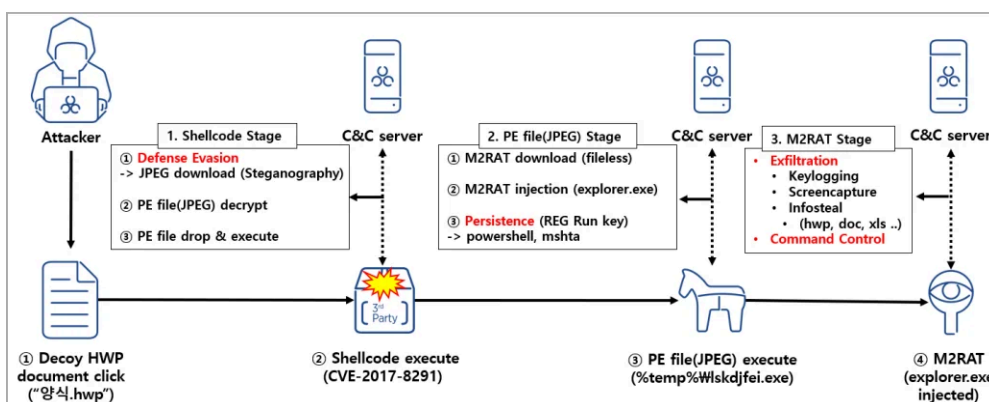 Attacker
1. Shellcode Stage
① Defense Evasion
-> JPEG download (Steganography)
② PE file(JPEG) decrypt
③ PE file drop & execute
C&C server
2. PE file(JPEG) Stage
① M2RAT download (fileless)
② M2RAT injection (explorer.exe)
③ Persistence (REG Run key)
-> powershell, mshta
C&C server
3. M2RAT Stage
• Exfiltration
• Keylogging
• Screencapture
• Infosteal
• (hwp, doc, xls ..)
• Command Control
C&C server
3rd
Party
① Decoy HWP
document click
("양식.hwp")
② Shellcode execute
(CVE-2017-8291)
③ PE file(JPEG) execute
(%temp%₩lskdjfei.exe)
④ M2RAT
(explorer.exe
injected)